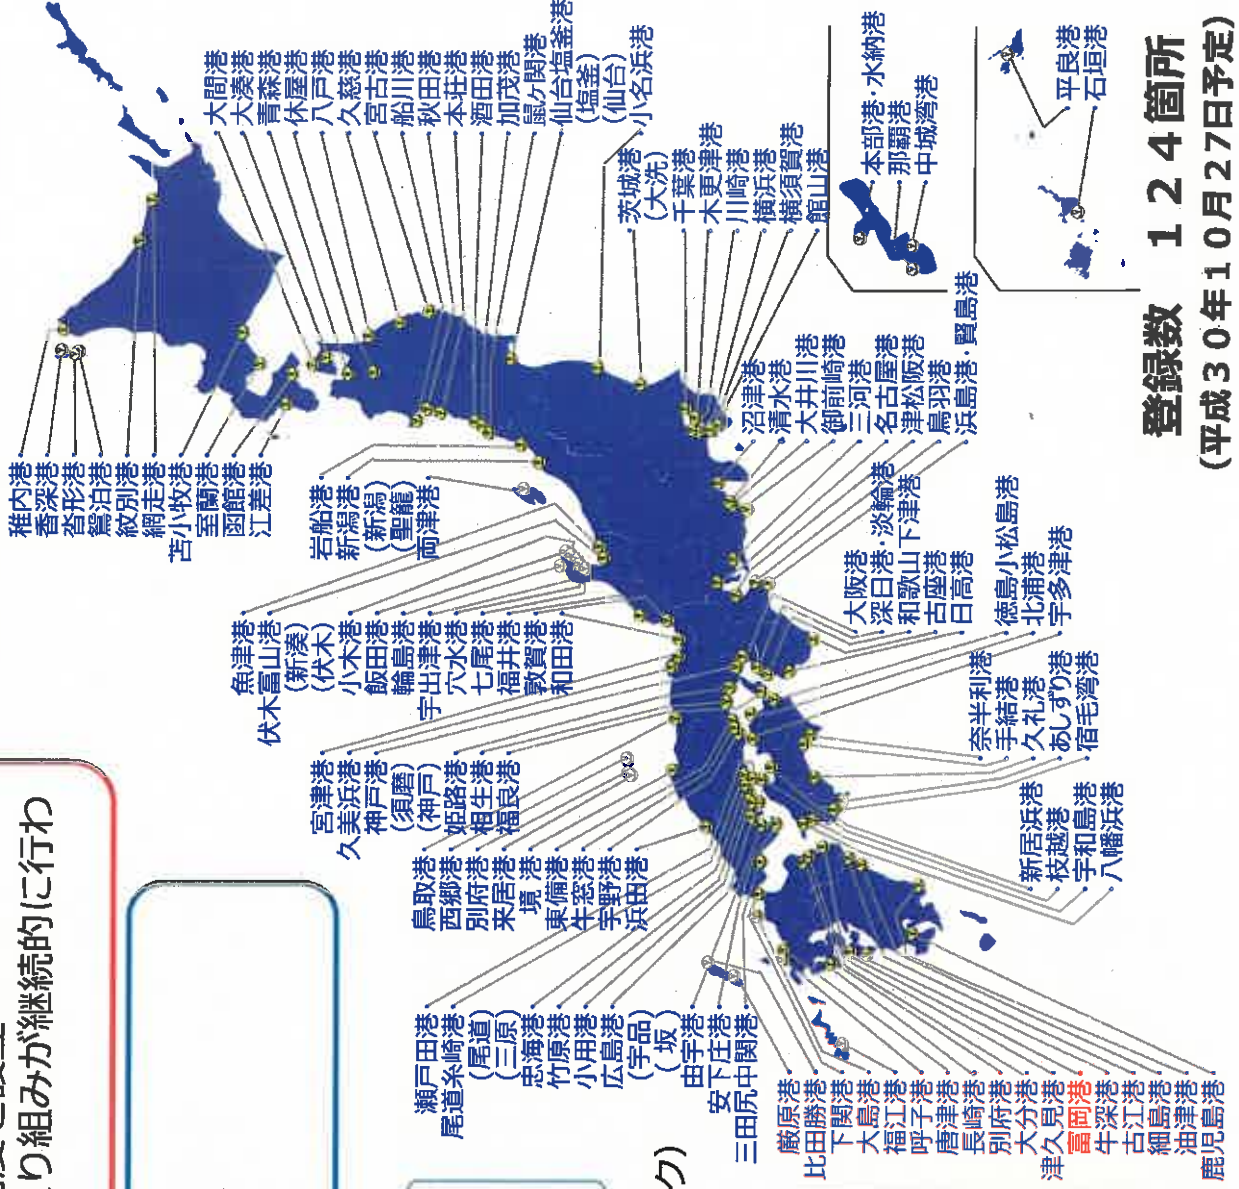 度と設立
り組みが継続的に行わ
ク)
稚内港
香深港
沓形港
鴛泊港
紋別港
網走港
苫小牧港
室蘭港
函館港
江差港
大間港
大湊港
青森港
休屋港
八戸港
久慈港
宮古港
船川港
秋田港
本荘港
酒田港
加茂港
鼠ヶ関港
仙台塩釜港
(塩釜)
(仙台)
小名浜港
茨城港
(大洗)
千葉港
木更津港
川崎港
横浜港
横須賀港
館山港
本部港・水納港
那覇港
中城湾港
平良港
石垣港
岩船港
新潟港
(新潟)
(聖籠)
両津港
沼津港
清水港
大井川港
御前崎港
三河港
名古屋港
津松阪港
鳥羽港
浜島港・賢島港
魚津港
伏木富山港
(新湊)
(伏木)
小木港
飯田港
輪島港
宇出津港
穴水港
七尾港
福井港
敦賀港
和田港
大阪港
深日港・淡輪港
和歌山下津港
古座港
日高港
徳島小松島港
北浦港
宇多津港
宮津港
久美浜港
神戸港
(須磨)
(神戸)
姫路港
相生港
福良港
奈半利港
手結港
久礼港
あしずり港
宿毛湾港
鳥取港
西郷港
別府港
来居港
境 港
東備港
牛窓港
宇野港
浜田港
新居浜港
枝越港
宇和島港
八幡浜港
瀬戸田港
尾道糸崎港
(尾道)
(三原)
忠海港
竹原港
小用港
広島港
(宇品)
( 坂)
由宇港
安下庄港
三田尻中関港
厳原港
比田勝港
下関港
大島港
福江港
呼子港
唐津港
長崎港
別府港
大分港
津久見港
富岡港
牛深港
古江港
細島港
油津港
鹿児島港
登録数 124箇所
(平成30年10月27日予定)